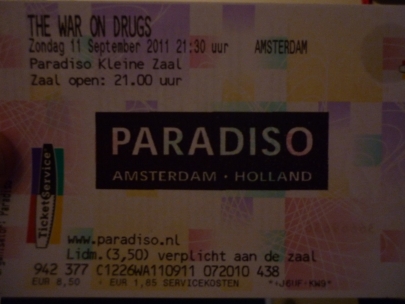 THE WAR ON DRUGS
Zondag 11 September 2011 21:30 uur AMSTERDAM
Paradiso Kleine Zaal
Zaal open: 21.00 uur
PARADISO
AMSTERDAM · HOLLAND
TicketService
www.paradiso.nl
Lidm.(3,50) verplicht aan de zaal
942 377 C1226WA110911 072010 438
EUR 8,50 - EUR 1,85 SERVICEKOSTEN